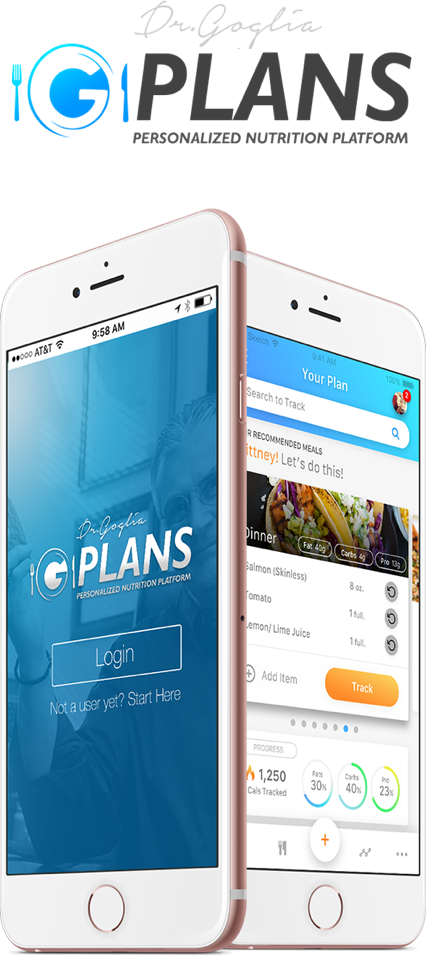 Dr. Goglia
G PLANS
PERSONALIZED NUTRITION PLATFORM
AT&T 9:58 AM
Dr. Goglia
G PLANS
PERSONALIZED NUTRITION PLATFORM
Login
Not a user yet? Start Here
Sketch 9:41 AM 100%
Your Plan
2
Search to Track
R RECOMMENDED MEALS
ittney! Let's do this!
Dinner
Fat 40g Carbs 4g Pro 13g
Salmon (Skinless) 8 oz.
Tomato 1 full.
Lemon/ Lime Juice 1 full.
Add Item Track
PROGRESS
1,250
Cals Tracked
Fats 30%
Carbs 40%
Pro 23%